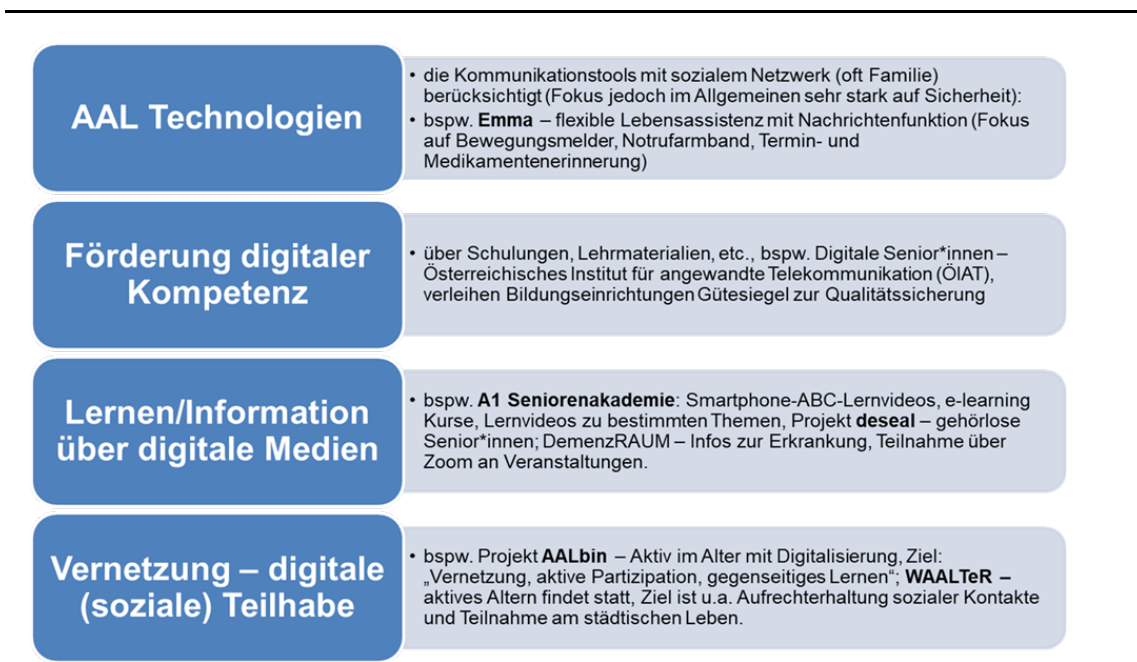 AAL Technologien
• die Kommunikationstools mit sozialem Netzwerk (oft Familie)
berücksichtigt (Fokus jedoch im Allgemeinen sehr stark auf Sicherheit):
• bspw. Emma – flexible Lebensassistenz mit Nachrichtenfunktion (Fokus
auf Bewegungsmelder, Notrufarmband, Termin- und
Medikamentenerinnerung)
Förderung digitaler
Kompetenz
• über Schulungen, Lehrmaterialien, etc., bspw. Digitale Senior*innen –
Österreichisches Institut für angewandte Telekommunikation (ÖIAT),
verleihen Bildungseinrichtungen Gütesiegel zur Qualitätssicherung
Lernen/Information
über digitale Medien
• bspw. A1 Seniorenakademie: Smartphone-ABC-Lernvideos, e-learning
Kurse, Lernvideos zu bestimmten Themen, Projekt deseal – gehörlose
Senior*innen; DemenzRAUM – Infos zur Erkrankung, Teilnahme über
Zoom an Veranstaltungen.
Vernetzung – digitale
(soziale) Teilhabe
• bspw. Projekt AALbin – Aktiv im Alter mit Digitalisierung, Ziel:
„Vernetzung, aktive Partizipation, gegenseitiges Lernen“; WAALTeR –
aktives Altern findet statt, Ziel ist u.a. Aufrechterhaltung sozialer Kontakte
und Teilnahme am städtischen Leben.